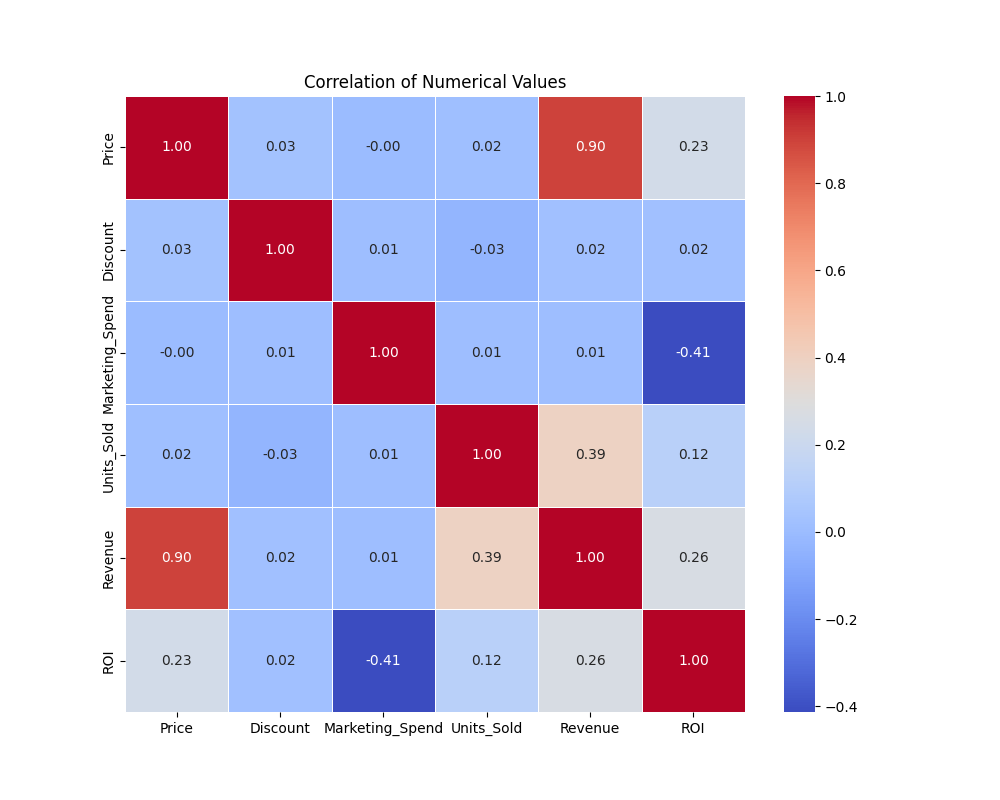 Correlation of Numerical Values
Price 1.00 0.03 -0.00 0.02 0.90 0.23
Discount 0.03 1.00 0.01 -0.03 0.02 0.02
Marketing_Spend -0.00 0.01 1.00 0.01 0.01 -0.41
Units_Sold 0.02 -0.03 0.01 1.00 0.39 0.12
Revenue 0.90 0.02 0.01 0.39 1.00 0.26
ROI 0.23 0.02 -0.41 0.12 0.26 1.00
Price Discount Marketing_Spend Units_Sold Revenue ROI
1.0
0.8
0.6
0.4
0.2
0.0
−0.2
−0.4